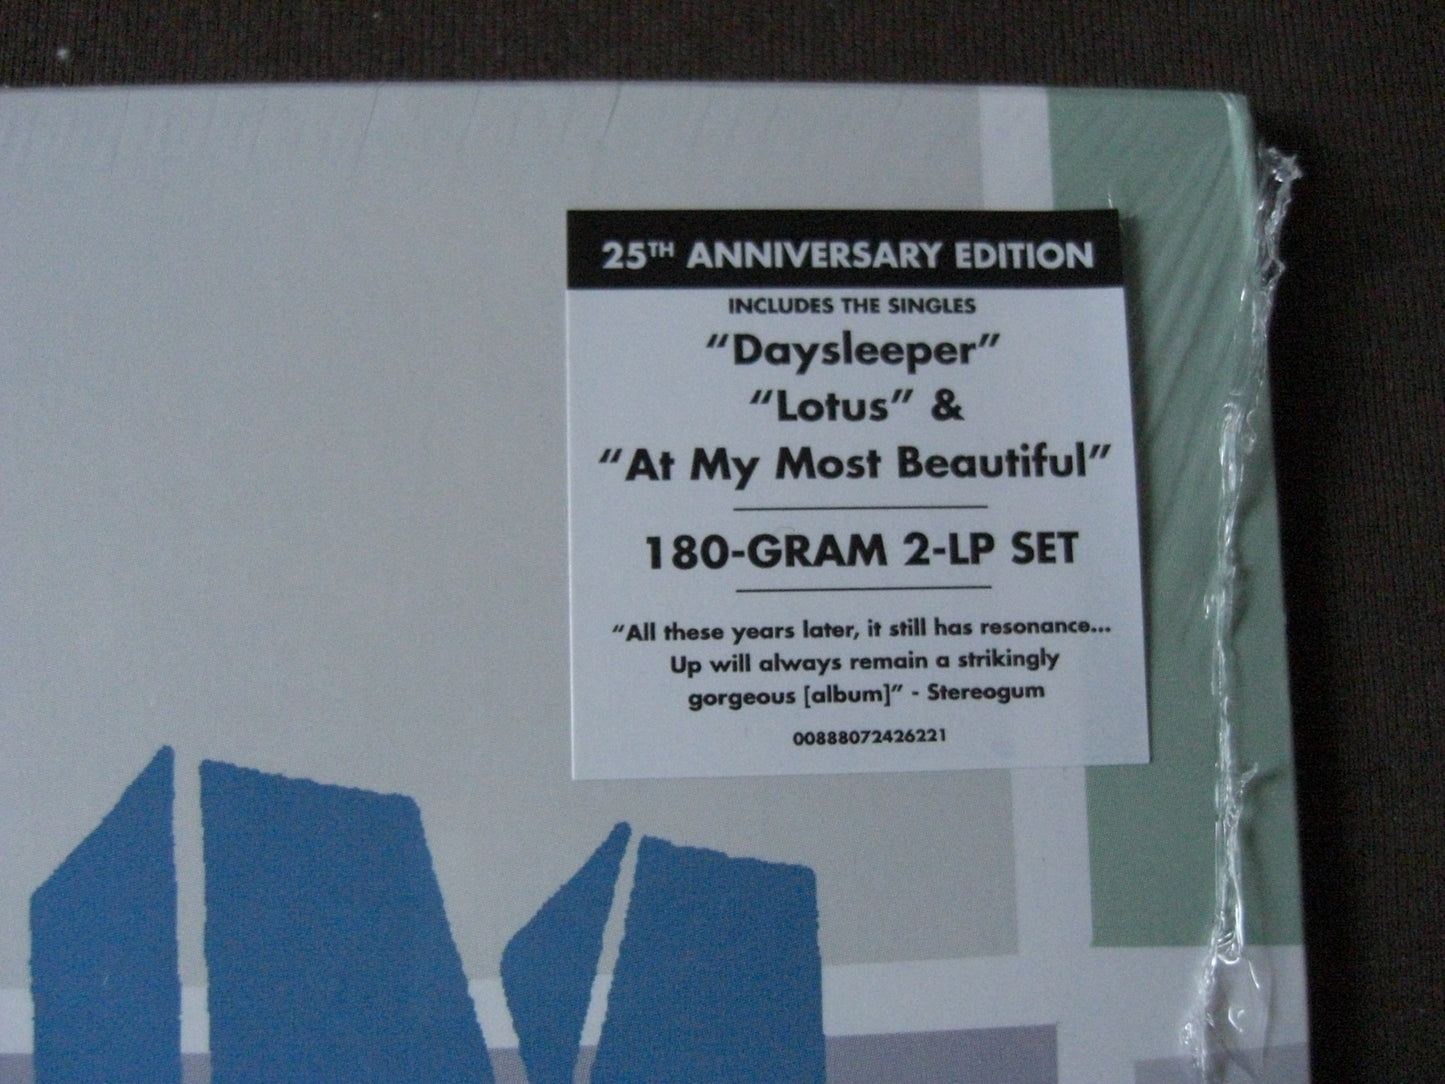 25TH ANNIVERSARY EDITION
INCLUDES THE SINGLES
“Daysleeper”
“Lotus” &
“At My Most Beautiful”
180-GRAM 2-LP SET
“All these years later, it still has resonance...
Up will always remain a strikingly
gorgeous [album]” - Stereogum
00888072426221